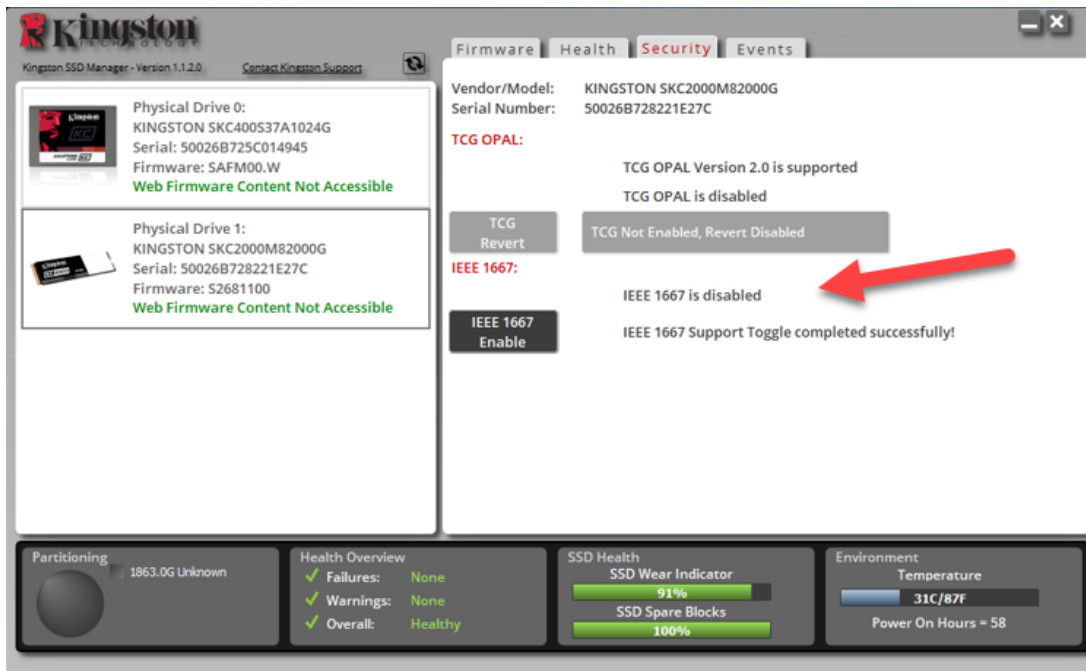 Kingston
TECHNOLOGY
Kingston SSD Manager - Version 1.1.2.0
Contact Kingston Support
Firmware
Health
Security
Events
Physical Drive 0:
KINGSTON SKC400S37A1024G
Serial: 50026B725C014945
Firmware: SAFM00.W
Web Firmware Content Not Accessible
Physical Drive 1:
KINGSTON SKC2000M82000G
Serial: 50026B728221E27C
Firmware: S2681100
Web Firmware Content Not Accessible
Vendor/Model: KINGSTON SKC2000M82000G
Serial Number: 50026B728221E27C
TCG OPAL:
TCG OPAL Version 2.0 is supported
TCG OPAL is disabled
TCG
Revert
TCG Not Enabled, Revert Disabled
IEEE 1667:
IEEE 1667 is disabled
IEEE 1667
Enable
IEEE 1667 Support Toggle completed successfully!
Partitioning
1863.0G Unknown
Health Overview
Failures: None
Warnings: None
Overall: Healthy
SSD Health
SSD Wear Indicator
91%
SSD Spare Blocks
100%
Environment
Temperature
31C/87F
Power On Hours = 58